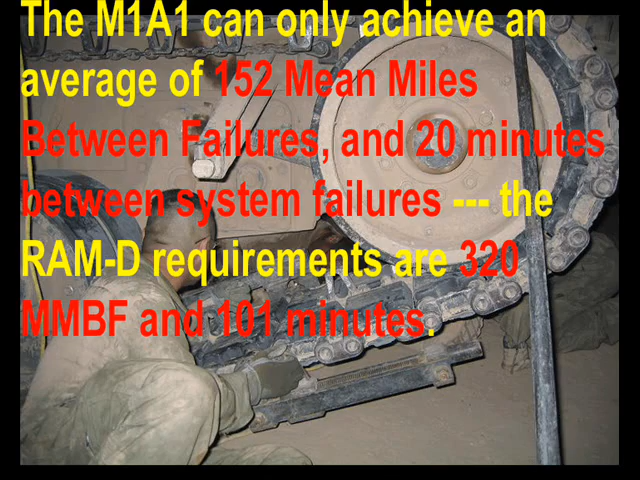 The M1A1 can only achieve an
average of 152 Mean Miles
Between Failures, and 20 minutes
between system failures --- the
RAM-D requirements are 320
MMBF and 101 minutes.